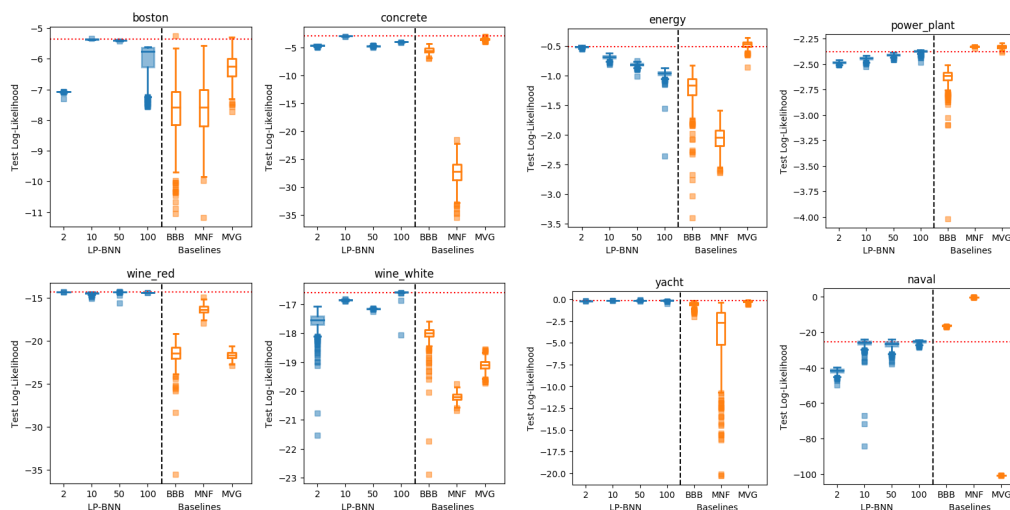 boston
Test Log-Likelihood
−5
−6
−7
−8
−9
−10
−11
2 10 50 100 BBB MNF MVG
LP-BNN Baselines
concrete
Test Log-Likelihood
−5
−10
−15
−20
−25
−30
−35
2 10 50 100 BBB MNF MVG
LP-BNN Baselines
energy
Test Log-Likelihood
−0.5
−1.0
−1.5
−2.0
−2.5
−3.0
−3.5
2 10 50 100 BBB MNF MVG
LP-BNN Baselines
power_plant
Test Log-Likelihood
−2.25
−2.50
−2.75
−3.00
−3.25
−3.50
−3.75
−4.00
2 10 50 100 BBB MNF MVG
LP-BNN Baselines
wine_red
Test Log-Likelihood
−15
−20
−25
−30
−35
2 10 50 100 BBB MNF MVG
LP-BNN Baselines
wine_white
Test Log-Likelihood
−17
−18
−19
−20
−21
−22
−23
2 10 50 100 BBB MNF MVG
LP-BNN Baselines
yacht
Test Log-Likelihood
0.0
−2.5
−5.0
−7.5
−10.0
−12.5
−15.0
−17.5
−20.0
2 10 50 100 BBB MNF MVG
LP-BNN Baselines
naval
Test Log-Likelihood
0
−20
−40
−60
−80
−100
2 10 50 100 BBB MNF MVG
LP-BNN Baselines